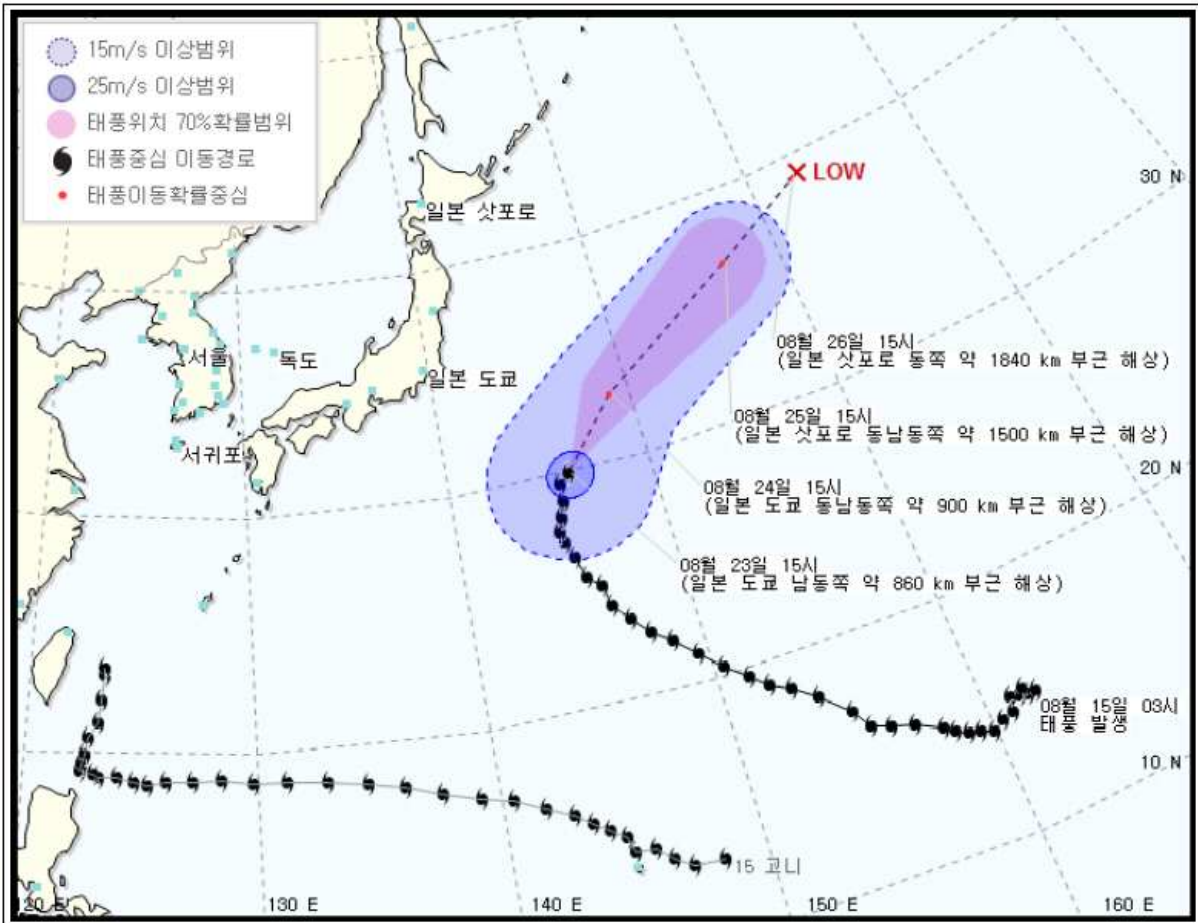 15m/s 이상범위
25m/s 이상범위
태풍위치 70%확률범위
태풍중심 이동경로
태풍이동확률중심
LOW
30 N
일본 삿포로
08월 26일 15시
(일본 삿포로 동쪽 약 1840 km 부근 해상)
서울
독도
일본 도쿄
08월 25일 15시
(일본 삿포로 동남동쪽 약 1500 km 부근 해상)
서귀포
20 N
08월 24일 15시
(일본 도쿄 동남동쪽 약 900 km 부근 해상)
08월 23일 15시
(일본 도쿄 남동쪽 약 860 km 부근 해상)
08월 15일 03시
태풍 발생
10 N
15 고니
120 E
130 E
140 E
150 E
160 E